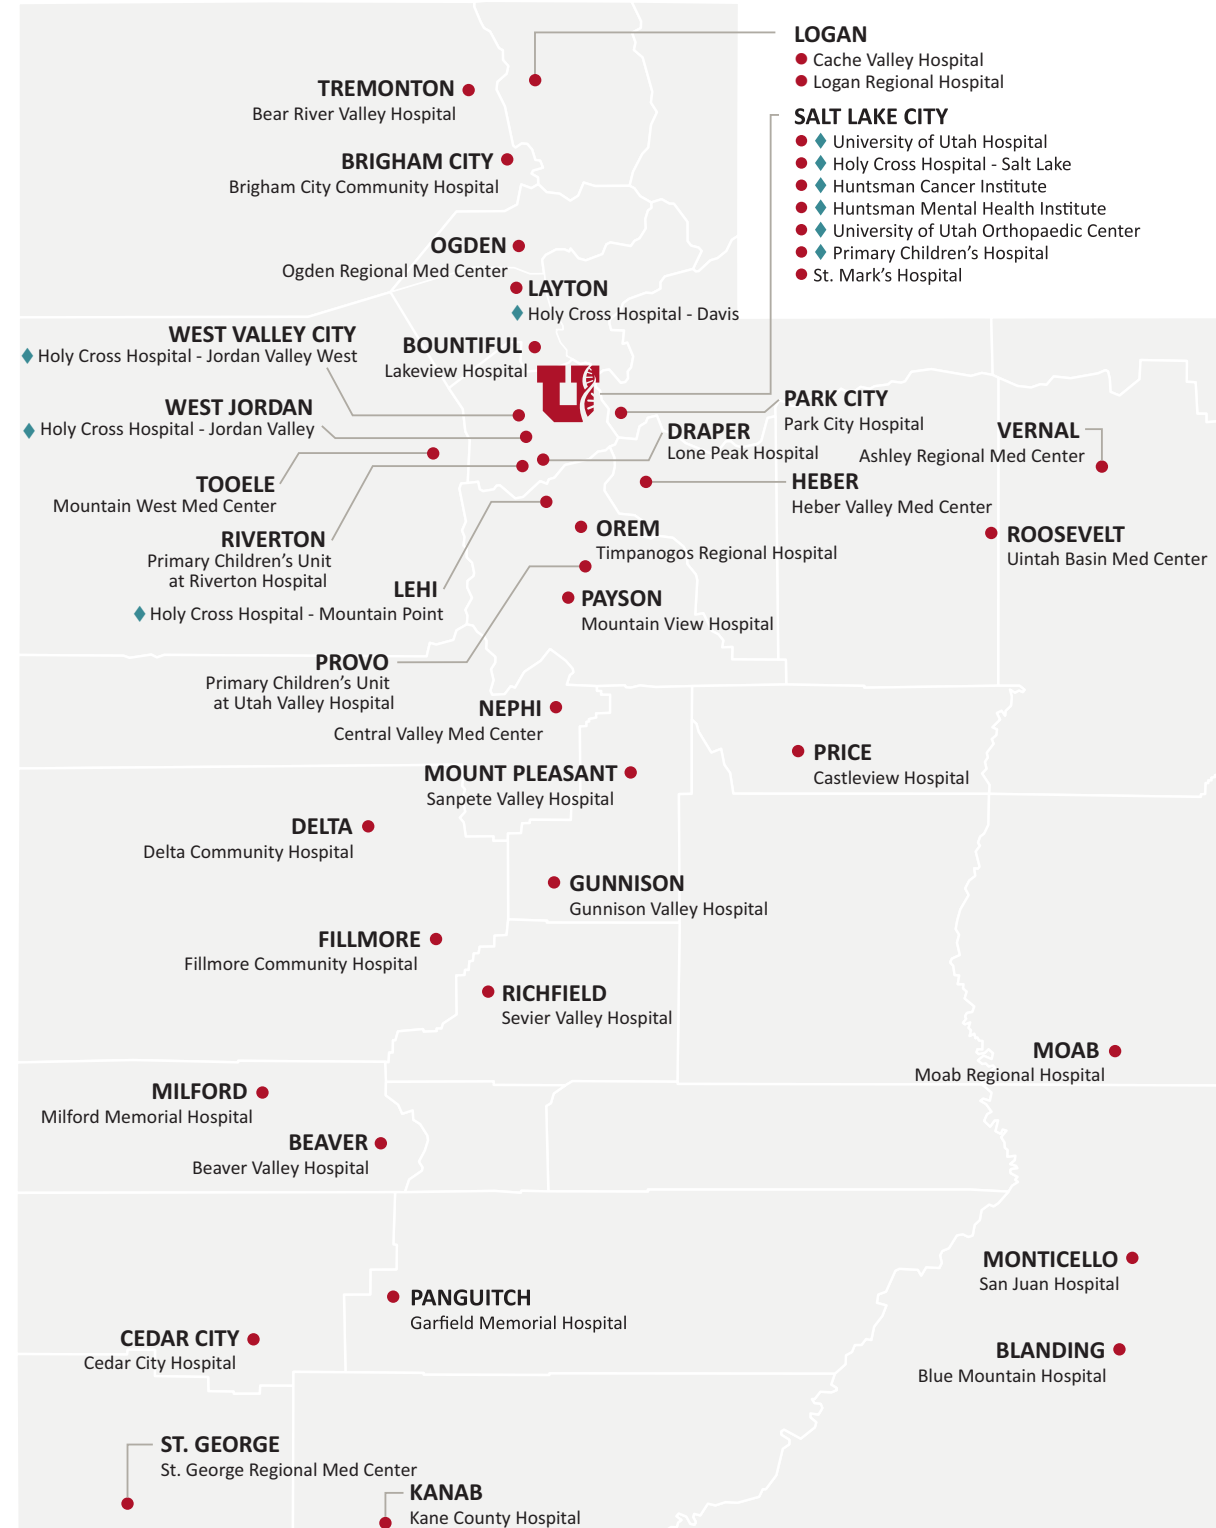 LOGAN
Cache Valley Hospital
Logan Regional Hospital
TREMONTON
Bear River Valley Hospital
SALT LAKE CITY
University of Utah Hospital
Holy Cross Hospital - Salt Lake
Huntsman Cancer Institute
Huntsman Mental Health Institute
University of Utah Orthopaedic Center
Primary Children's Hospital
St. Mark's Hospital
BRIGHAM CITY
Brigham City Community Hospital
OGDEN
Ogden Regional Med Center
LAYTON
Holy Cross Hospital - Davis
WEST VALLEY CITY
Holy Cross Hospital - Jordan Valley West
BOUNTIFUL
Lakeview Hospital
U
PARK CITY
Park City Hospital
WEST JORDAN
Holy Cross Hospital - Jordan Valley
DRAPER
Lone Peak Hospital
VERNAL
Ashley Regional Med Center
TOOELE
Mountain West Med Center
HEBER
Heber Valley Med Center
RIVERTON
Primary Children's Unit
at Riverton Hospital
OREM
Timpanogos Regional Hospital
ROOSEVELT
Uintah Basin Med Center
LEHI
Holy Cross Hospital - Mountain Point
PAYSON
Mountain View Hospital
PROVO
Primary Children's Unit
at Utah Valley Hospital
NEPHI
Central Valley Med Center
PRICE
Castleview Hospital
MOUNT PLEASANT
Sanpete Valley Hospital
DELTA
Delta Community Hospital
GUNNISON
Gunnison Valley Hospital
FILLMORE
Fillmore Community Hospital
RICHFIELD
Sevier Valley Hospital
MOAB
Moab Regional Hospital
MILFORD
Milford Memorial Hospital
BEAVER
Beaver Valley Hospital
MONTICELLO
San Juan Hospital
PANGUITCH
Garfield Memorial Hospital
CEDAR CITY
Cedar City Hospital
BLANDING
Blue Mountain Hospital
ST. GEORGE
St. George Regional Med Center
KANAB
Kane County Hospital